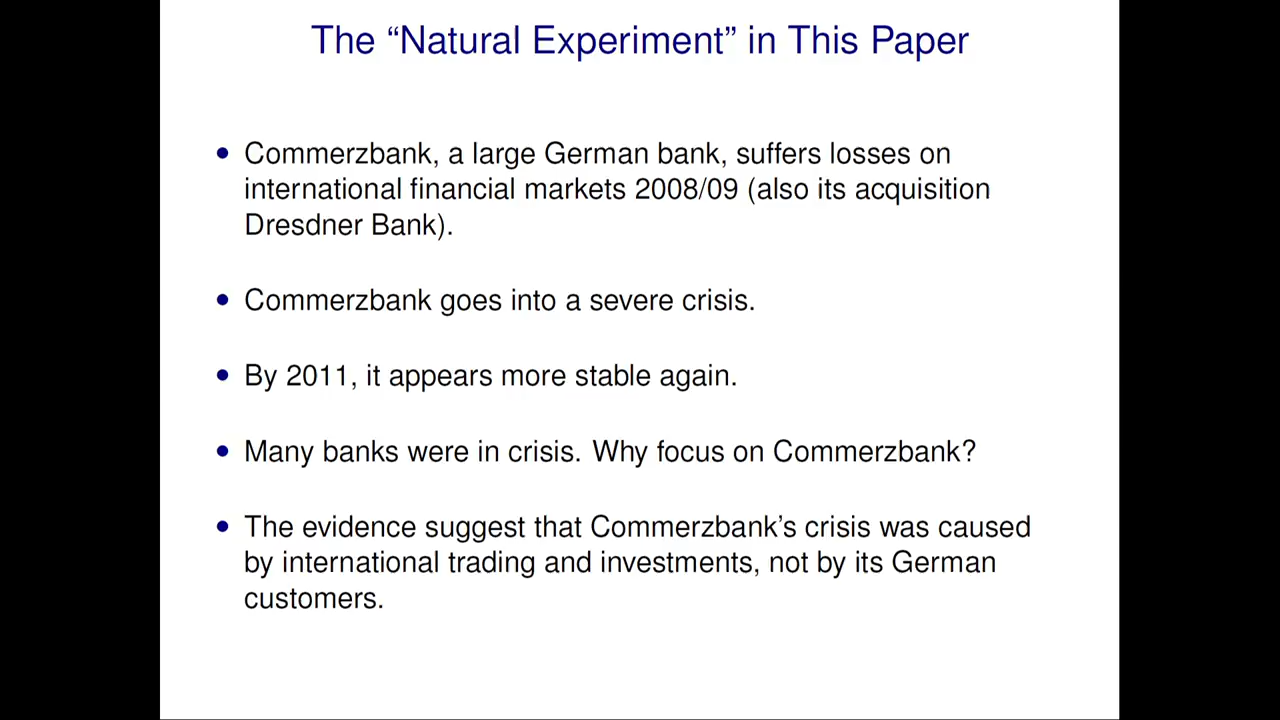 The “Natural Experiment” in This Paper
• Commerzbank, a large German bank, suffers losses on
international financial markets 2008/09 (also its acquisition
Dresdner Bank).
• Commerzbank goes into a severe crisis.
• By 2011, it appears more stable again.
• Many banks were in crisis. Why focus on Commerzbank?
• The evidence suggest that Commerzbank’s crisis was caused
by international trading and investments, not by its German
customers.